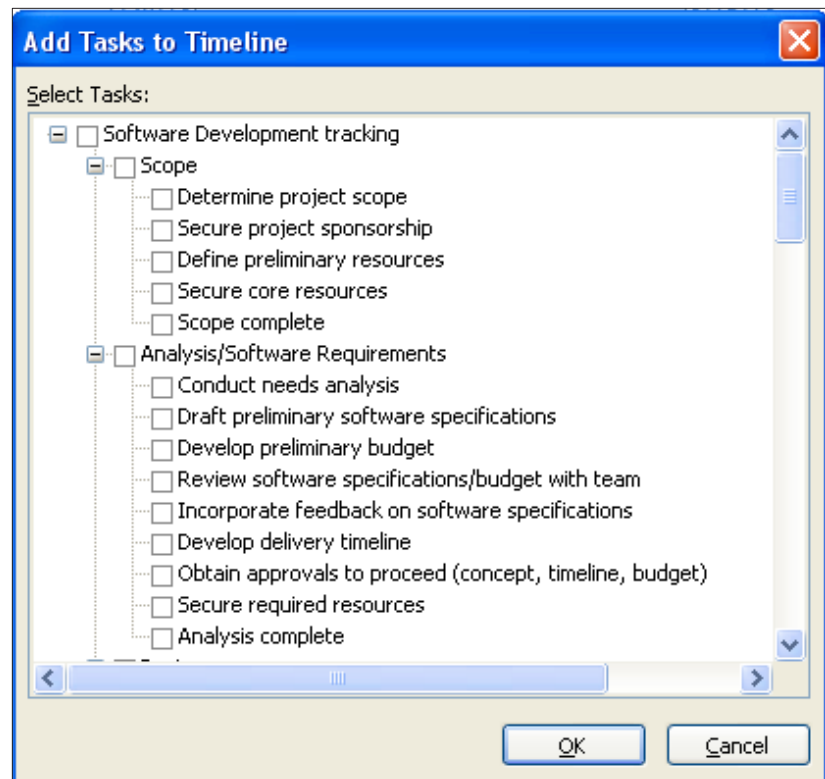 Add Tasks to Timeline
Select Tasks:
Software Development tracking
Scope
Determine project scope
Secure project sponsorship
Define preliminary resources
Secure core resources
Scope complete
Analysis/Software Requirements
Conduct needs analysis
Draft preliminary software specifications
Develop preliminary budget
Review software specifications/budget with team
Incorporate feedback on software specifications
Develop delivery timeline
Obtain approvals to proceed (concept, timeline, budget)
Secure required resources
Analysis complete
OK
Cancel